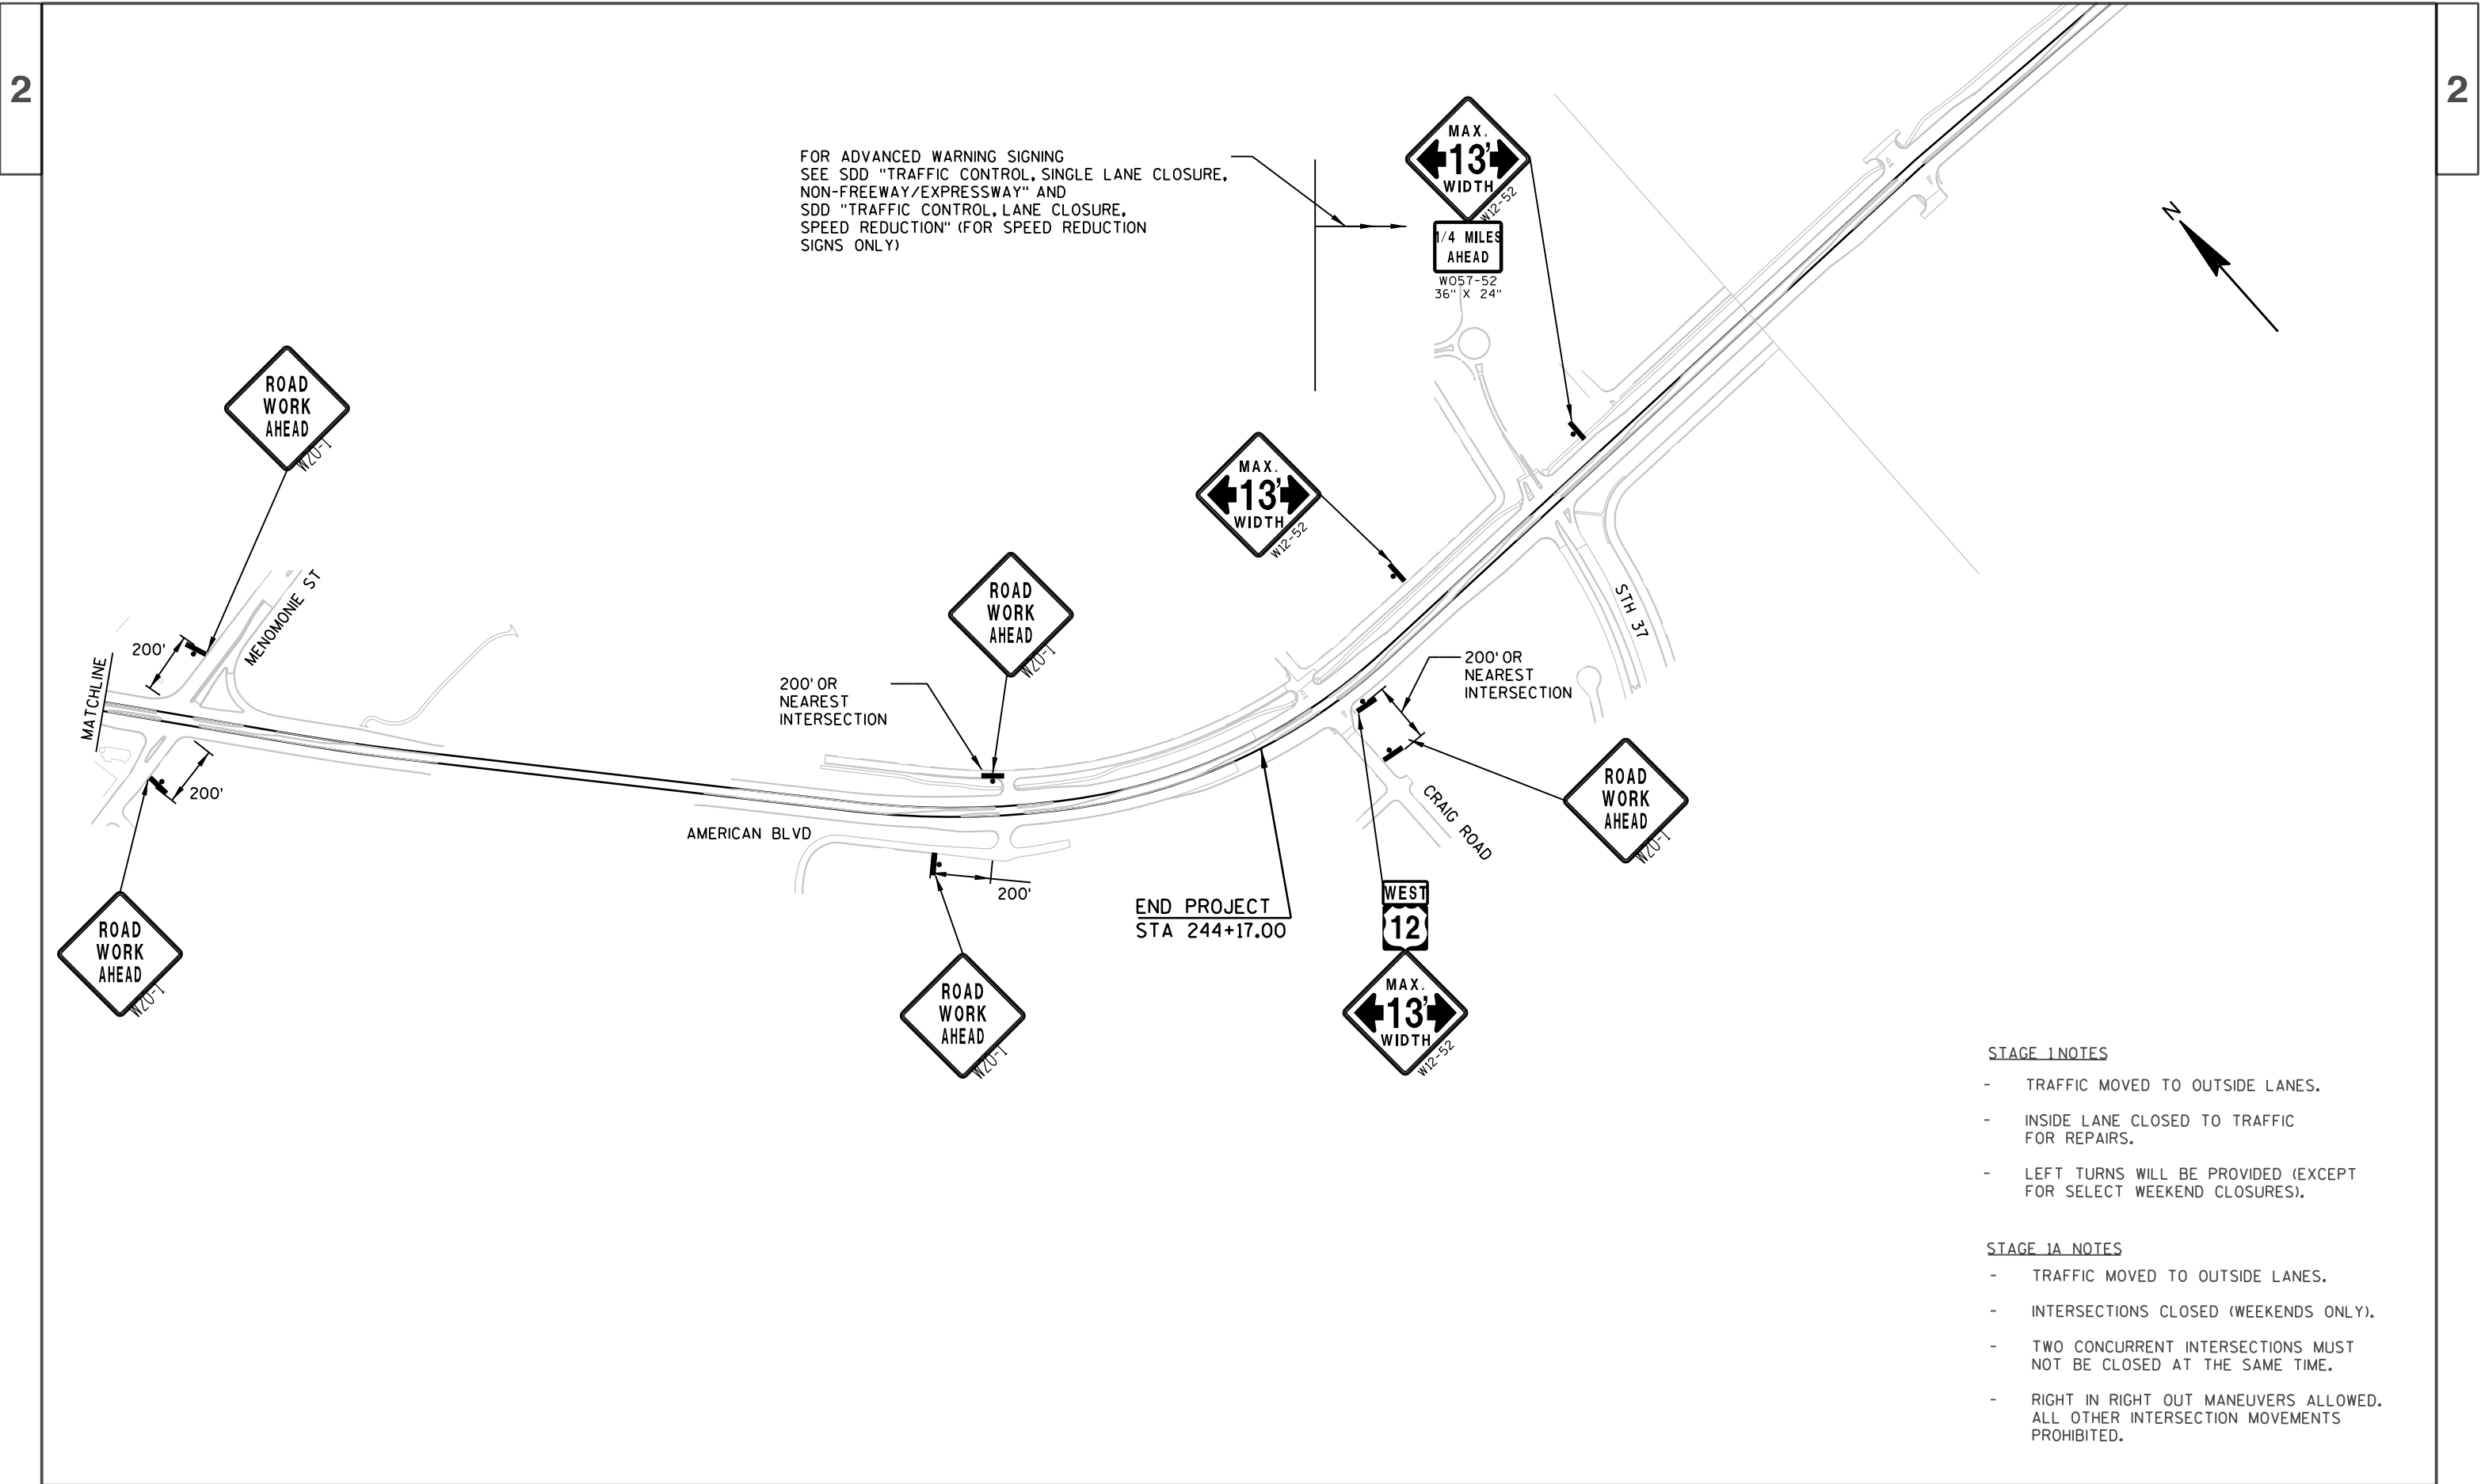 2
2
FOR ADVANCED WARNING SIGNING
SEE SDD "TRAFFIC CONTROL, SINGLE LANE CLOSURE,
NON-FREEWAY/EXPRESSWAY" AND
SDD "TRAFFIC CONTROL, LANE CLOSURE,
SPEED REDUCTION" (FOR SPEED REDUCTION
SIGNS ONLY)
MAX.
13'
WIDTH
W12-52
1/4 MILES
AHEAD
WO57-52
36" X 24"
N
ROAD
WORK
AHEAD
W20-1
MAX.
13'
WIDTH
W12-52
ROAD
WORK
AHEAD
W20-1
MENOMONIE ST
200'
MATCHLINE
200'
STH 37
200' OR
NEAREST
INTERSECTION
200' OR
NEAREST
INTERSECTION
ROAD
WORK
AHEAD
W20-1
CRAIG ROAD
AMERICAN BLVD
200'
END PROJECT
STA 244+17.00
WEST
12
MAX.
13'
WIDTH
W12-52
ROAD
WORK
AHEAD
W20-1
ROAD
WORK
AHEAD
W20-1
STAGE 1 NOTES
- TRAFFIC MOVED TO OUTSIDE LANES.
- INSIDE LANE CLOSED TO TRAFFIC
FOR REPAIRS.
- LEFT TURNS WILL BE PROVIDED (EXCEPT
FOR SELECT WEEKEND CLOSURES).
STAGE 1A NOTES
- TRAFFIC MOVED TO OUTSIDE LANES.
- INTERSECTIONS CLOSED (WEEKENDS ONLY).
- TWO CONCURRENT INTERSECTIONS MUST
NOT BE CLOSED AT THE SAME TIME.
- RIGHT IN RIGHT OUT MANEUVERS ALLOWED.
ALL OTHER INTERSECTION MOVEMENTS
PROHIBITED.